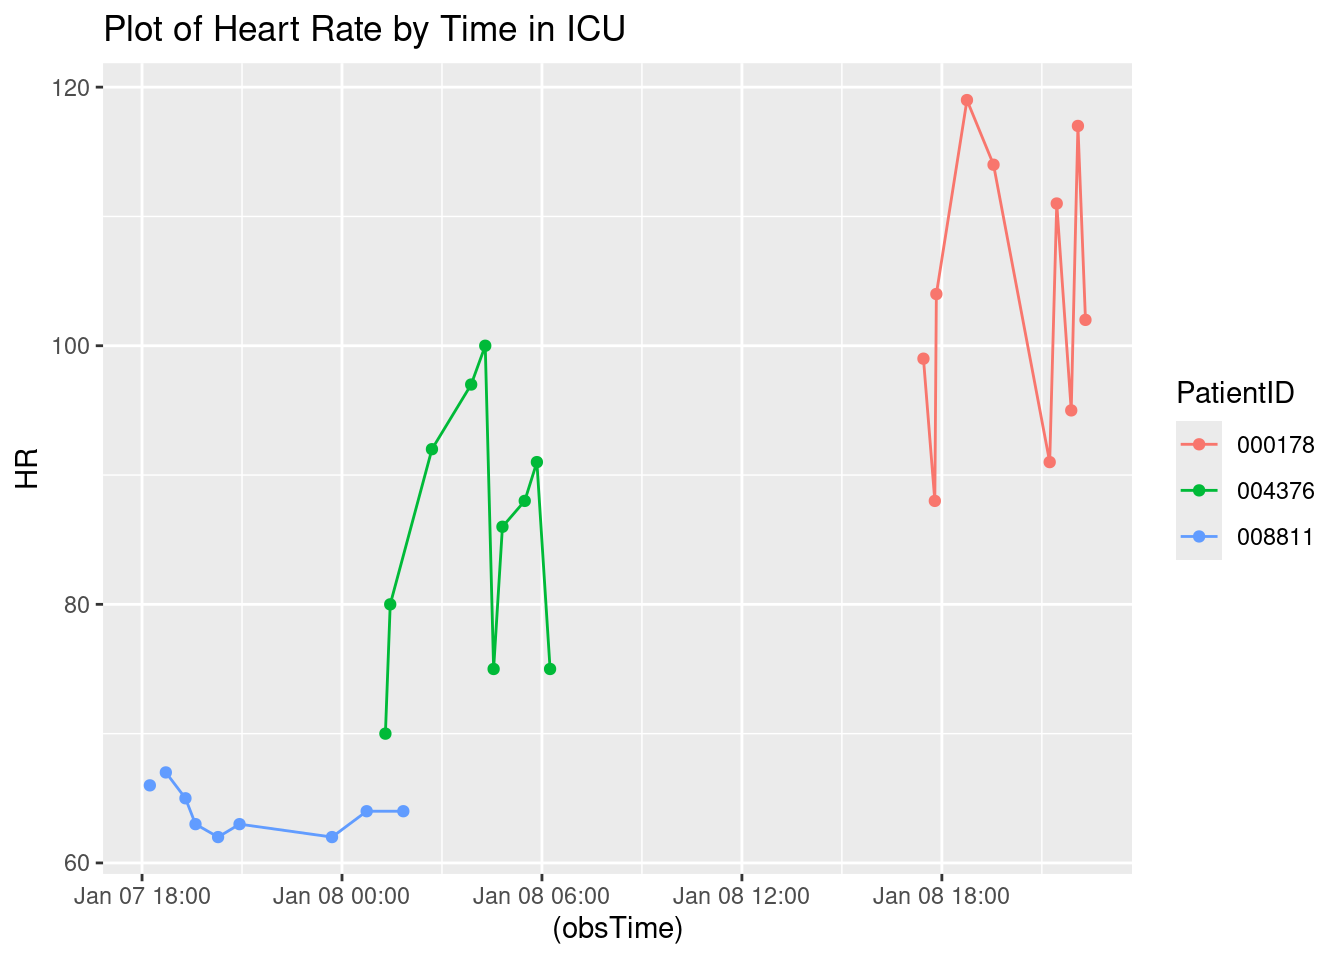 Plot of Heart Rate by Time in ICU
120
100
80
60
HR
Jan 07 18:00 Jan 08 00:00 Jan 08 06:00 Jan 08 12:00 Jan 08 18:00
(obsTime)
PatientID
000178
004376
008811